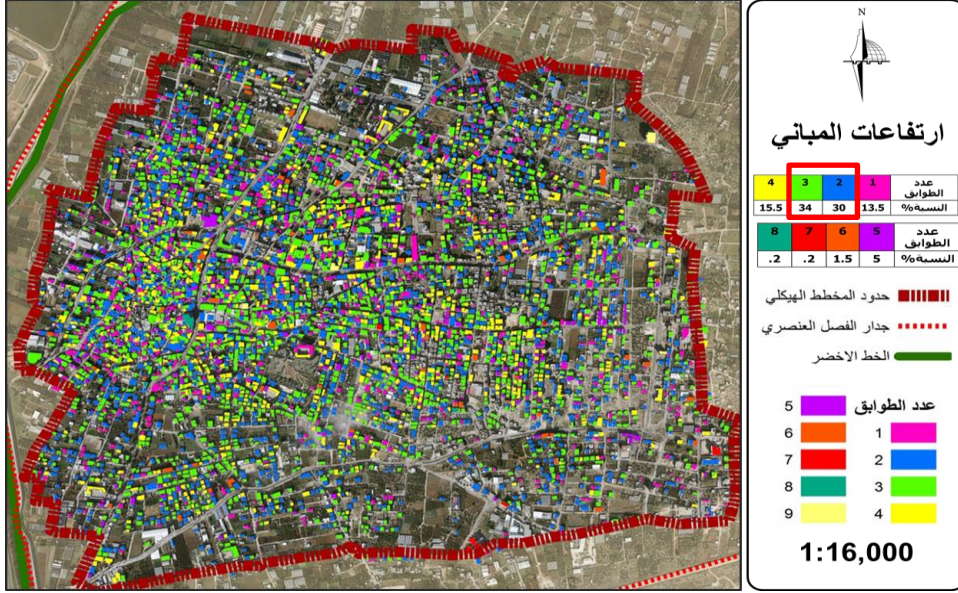 N
ارتفاعات المباني
عدد الطوابق 1 2 3 4
النسبة% 13.5 30 34 15.5
عدد الطوابق 5 6 7 8
النسبة% 5 1.5 .2 .2
حدود المخطط الهيكلي
جدار الفصل العنصري
الخط الاخضر
عدد الطوابق 5
1 6
2 7
3 8
4 9
1:16,000